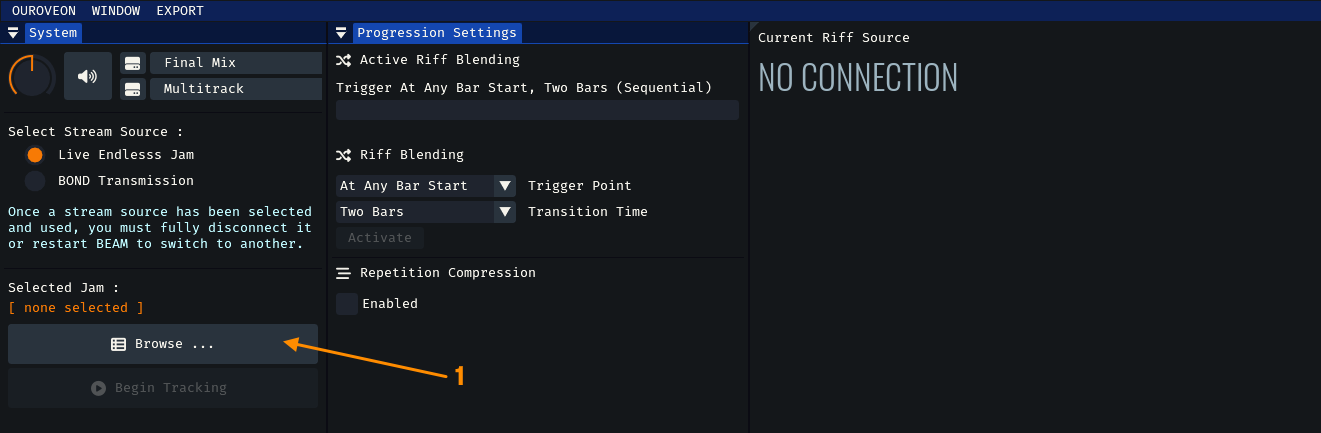 OUROVEON WINDOW EXPORT
System
Final Mix
Multitrack
Select Stream Source :
Live Endlesss Jam
BOND Transmission
Once a stream source has been selected
and used, you must fully disconnect it
or restart BEAM to switch to another.
Selected Jam :
[ none selected ]
Browse ...
Begin Tracking
1
Progression Settings
Active Riff Blending
Trigger At Any Bar Start, Two Bars (Sequential)
Riff Blending
At Any Bar Start Trigger Point
Two Bars Transition Time
Activate
Repetition Compression
Enabled
Current Riff Source
NO CONNECTION